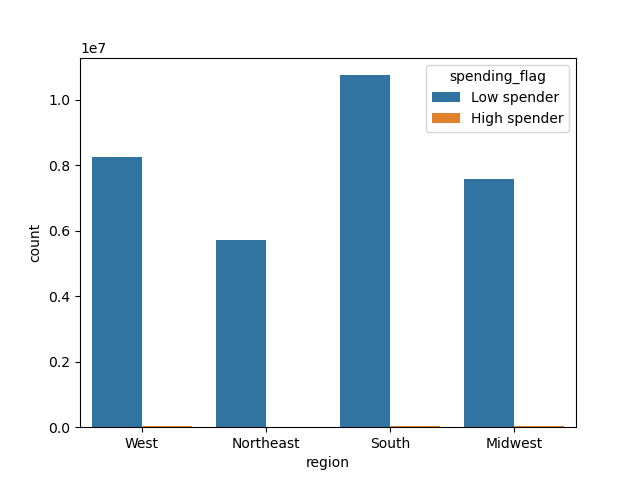 1e7
spending_flag
Low spender
High spender
1.0
0.8
0.6
0.4
0.2
0.0
count
West Northeast South Midwest
region